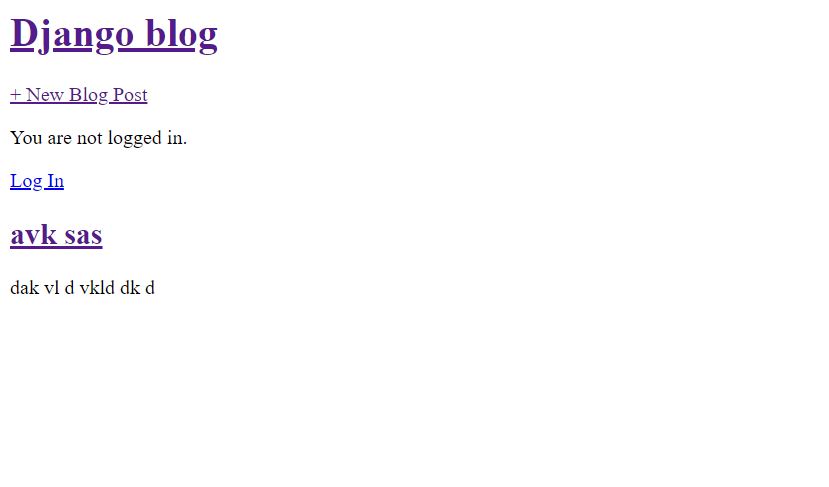 Django blog
+ New Blog Post
You are not logged in.
Log In
avk sas
dak vl d vkld dk d